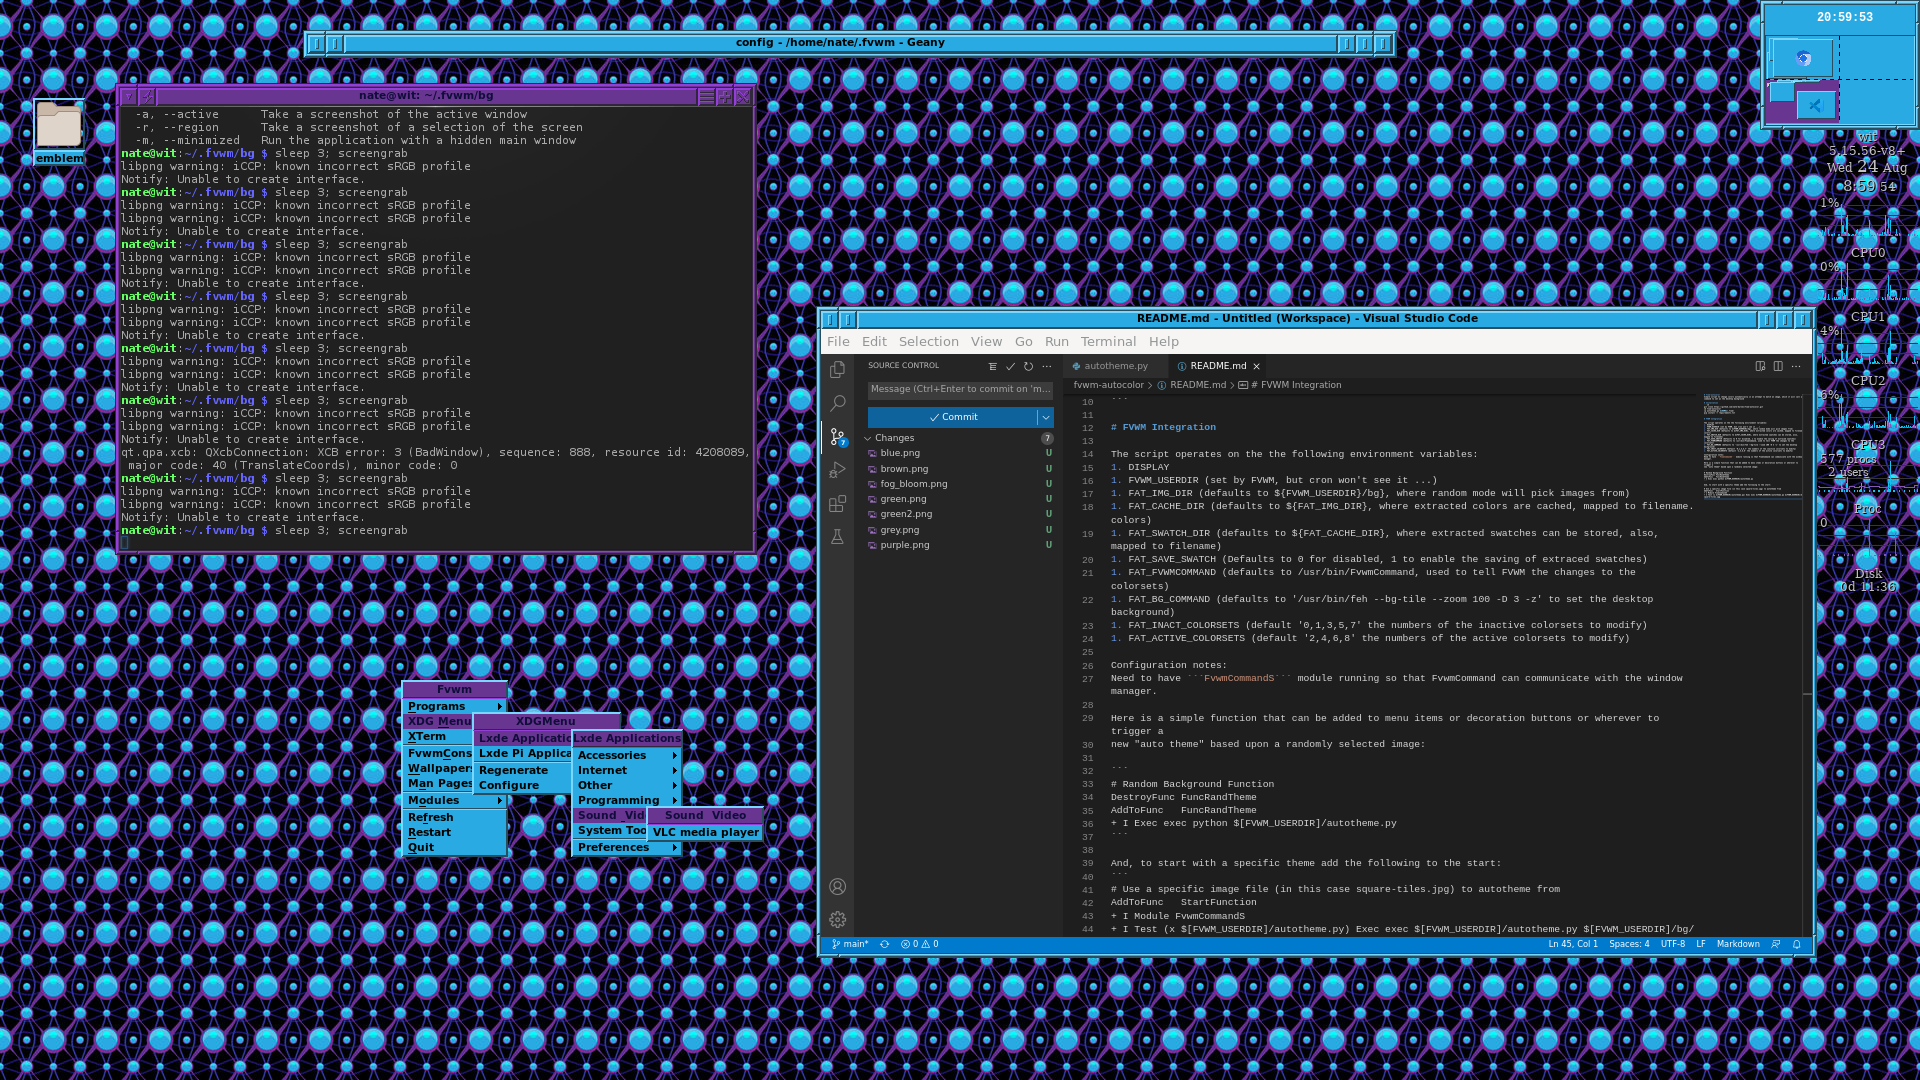 config - /home/nate/.fvwm - Geany
20:59:53
emblem
nate@wit: ~/.fvwm/bg
-a, --active      Take a screenshot of the active window
-r, --region      Take a screenshot of a selection of the screen
-m, --minimized   Run the application with a hidden main window
nate@wit:~/.fvwm/bg $ sleep 3; screengrab
libpng warning: iCCP: known incorrect sRGB profile
Notify: Unable to create interface.
nate@wit:~/.fvwm/bg $ sleep 3; screengrab
libpng warning: iCCP: known incorrect sRGB profile
libpng warning: iCCP: known incorrect sRGB profile
Notify: Unable to create interface.
nate@wit:~/.fvwm/bg $ sleep 3; screengrab
libpng warning: iCCP: known incorrect sRGB profile
libpng warning: iCCP: known incorrect sRGB profile
Notify: Unable to create interface.
nate@wit:~/.fvwm/bg $ sleep 3; screengrab
libpng warning: iCCP: known incorrect sRGB profile
libpng warning: iCCP: known incorrect sRGB profile
Notify: Unable to create interface.
nate@wit:~/.fvwm/bg $ sleep 3; screengrab
libpng warning: iCCP: known incorrect sRGB profile
libpng warning: iCCP: known incorrect sRGB profile
Notify: Unable to create interface.
nate@wit:~/.fvwm/bg $ sleep 3; screengrab
libpng warning: iCCP: known incorrect sRGB profile
libpng warning: iCCP: known incorrect sRGB profile
Notify: Unable to create interface.
qt.qpa.xcb: QXcbConnection: XCB error: 3 (BadWindow), sequence: 888, resource id: 4208089,
major code: 40 (TranslateCoords), minor code: 0
nate@wit:~/.fvwm/bg $ sleep 3; screengrab
libpng warning: iCCP: known incorrect sRGB profile
libpng warning: iCCP: known incorrect sRGB profile
Notify: Unable to create interface.
nate@wit:~/.fvwm/bg $ sleep 3; screengrab
wit
5.15.56-v8+
Wed 24 Aug
8:59 54
1%
CPU0
0%
CPU1
4%
CPU2
6%
CPU3
577 procs
2 users
Proc
0
Disk
0d 11:36
Fvwm
Programs
XDG Menu
XTerm
FvwmCons
Wallpapers
Man Pages
Modules
Refresh
Restart
Quit
XDGMenu
Lxde Applicatio
Lxde Pi Applica
Regenerate
Configure
Lxde Applications
Accessories
Internet
Other
Programming
Sound _Vid
System Too
Preferences
Sound Video
VLC media player
README.md - Untitled (Workspace) - Visual Studio Code
File Edit Selection View Go Run Terminal Help
SOURCE CONTROL
Message (Ctrl+Enter to commit on 'm...
Commit
Changes 7
blue.png U
brown.png U
fog_bloom.png U
green.png U
green2.png U
grey.png U
purple.png U
7
autotheme.py README.md
fvwm-autocolor > README.md > # FVWM Integration
10 ```
11
12 # FVWM Integration
13
14 The script operates on the the following environment variables:
15 1. DISPLAY
16 1. FVWM_USERDIR (set by FVWM, but cron won't see it ...)
17 1. FAT_IMG_DIR (defaults to ${FVWM_USERDIR}/bg}, where random mode will pick images from)
18 1. FAT_CACHE_DIR (defaults to ${FAT_IMG_DIR}, where extracted colors are cached, mapped to filename.
colors)
19 1. FAT_SWATCH_DIR (defaults to ${FAT_CACHE_DIR}, where extracted swatches can be stored, also,
mapped to filename)
20 1. FAT_SAVE_SWATCH (Defaults to 0 for disabled, 1 to enable the saving of extraced swatches)
21 1. FAT_FVWMCOMMAND (defaults to /usr/bin/FvwmCommand, used to tell FVWM the changes to the
colorsets)
22 1. FAT_BG_COMMAND (defaults to '/usr/bin/feh --bg-tile --zoom 100 -D 3 -z' to set the desktop
background)
23 1. FAT_INACT_COLORSETS (default '0,1,3,5,7' the numbers of the inactive colorsets to modify)
24 1. FAT_ACTIVE_COLORSETS (default '2,4,6,8' the numbers of the active colorsets to modify)
25
26 Configuration notes:
27 Need to have ```FvwmCommandS``` module running so that FvwmCommand can communicate with the window
manager.
28
29 Here is a simple function that can be added to menu items or decoration buttons or wherever to
trigger a
30 new "auto theme" based upon a randomly selected image:
31
32 ```
33 # Random Background Function
34 DestroyFunc FuncRandTheme
35 AddToFunc   FuncRandTheme
36 + I Exec exec python $[FVWM_USERDIR]/autotheme.py
37 ```
38
39 And, to start with a specific theme add the following to the start:
40 ```
41 # Use a specific image file (in this case square-tiles.jpg) to autotheme from
42 AddToFunc   StartFunction
43 + I Module FvwmCommandS
44 + I Test (x $[FVWM_USERDIR]/autotheme.py) Exec exec $[FVWM_USERDIR]/autotheme.py $[FVWM_USERDIR]/bg/
main* 0 0 Ln 45, Col 1 Spaces: 4 UTF-8 LF Markdown